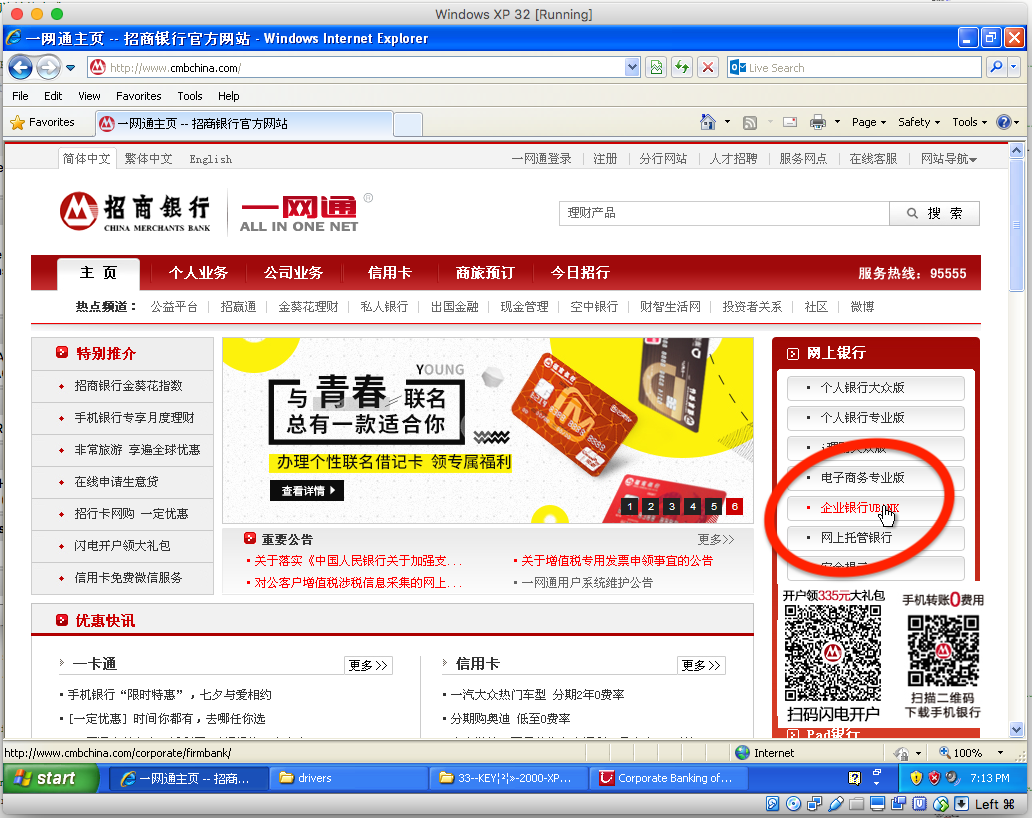 Windows XP 32 [Running]
一网通主页 -- 招商银行官方网站 - Windows Internet Explorer
http://www.cmbchina.com/
Live Search
File Edit View Favorites Tools Help
Favorites
一网通主页 -- 招商银行官方网站
Page Safety Tools
简体中文 繁体中文 English
一网通登录 注册 分行网站 人才招聘 服务网点 在线客服 网站导航
招商银行
CHINA MERCHANTS BANK
一网通®
ALL IN ONE NET
理财产品
搜 索
主 页 个人业务 公司业务 信用卡 商旅预订 今日招行
服务热线：95555
热点频道： 公益平台 招赢通 金葵花理财 私人银行 出国金融 现金管理 空中银行 财智生活网 投资者关系 社区 微博
特别推介
招商银行金葵花指数
手机银行专享月度理财
非常旅游 享遍全球优惠
在线申请生意贷
招行卡网购 一定优惠
闪电开户领大礼包
信用卡免费微信服务
YOUNG
与 青春 联名
总有一款适合你
办理个性联名借记卡 领专属福利
查看详情
1 2 3 4 5 6
重要公告
更多>>
关于落实《中国人民银行关于加强支...
关于增值税专用发票申领事宜的公告
对公客户增值税涉税信息采集的网上...
一网通用户系统维护公告
网上银行
个人银行大众版
个人银行专业版
电子商务专业版
企业银行
网上托管银行
开户领335元大礼包
扫码闪电开户
手机转账0费用
扫描二维码
下载手机银行
Pad银行
优惠快讯
一卡通
更多>>
手机银行“限时特惠”，七夕与爱相约
[一定优惠] 时间你都有，去哪任你选
信用卡
更多>>
一汽大众热门车型 分期2年0费率
分期购奥迪 低至0费率
http://www.cmbchina.com/corporate/firmbank/
Internet
100%
start
一网通主页 -- 招商...
drivers
Corporate Banking of...
7:13 PM
Left ⌘